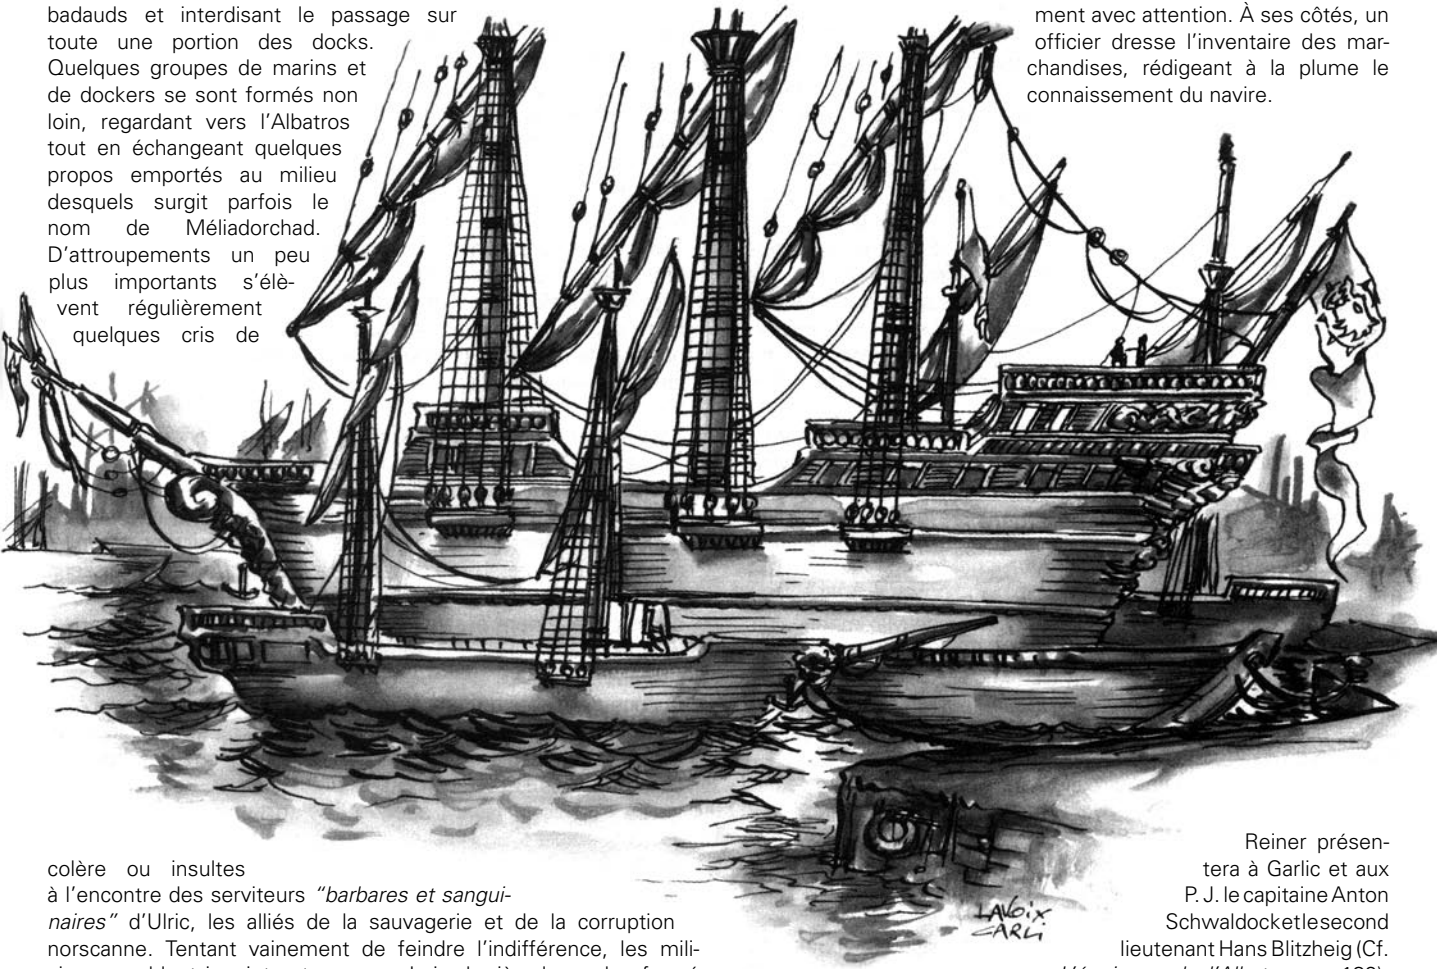 badauds et interdisant le passage sur
toute une portion des docks.
Quelques groupes de marins et
de dockers se sont formés non
loin, regardant vers l'Albatros
tout en échangeant quelques
propos emportés au milieu
desquels surgit parfois le
nom de Méliadorchad.
D'attroupements un peu
plus importants s'élè-
vent régulièrement
quelques cris de
colère ou insultes
à l'encontre des serviteurs "barbares et sangui-
naires" d'Ulric, les alliés de la sauvagerie et de la corruption
norscanne. Tentant vainement de feindre l'indifférence, les mili-
ment avec attention. À ses côtés, un
officier dresse l'inventaire des mar-
chandises, rédigeant à la plume le
connaissement du navire.
Reiner présen-
tera à Garlic et aux
P. J. le capitaine Anton
Schwaldocketlesecond
lieutenant Hans Blitzheig (Cf.
LAVOIX
CARLI